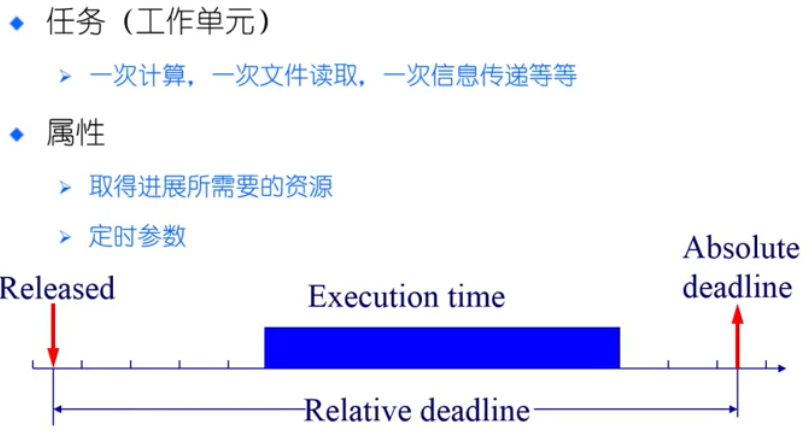 任务（工作单元）
一次计算，一次文件读取，一次信息传递等等
属性
取得进展所需要的资源
定时参数
Released
Execution time
Absolute
deadline
Relative deadline